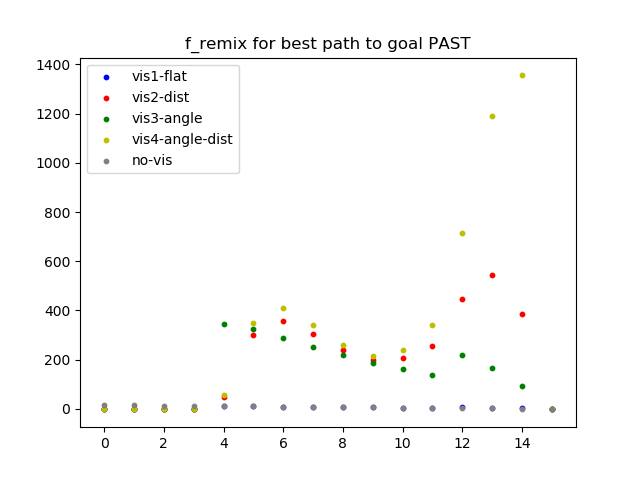 f_remix for best path to goal PAST
1400
1200
1000
800
600
400
200
0
vis1-flat
vis2-dist
vis3-angle
vis4-angle-dist
no-vis
0 2 4 6 8 10 12 14